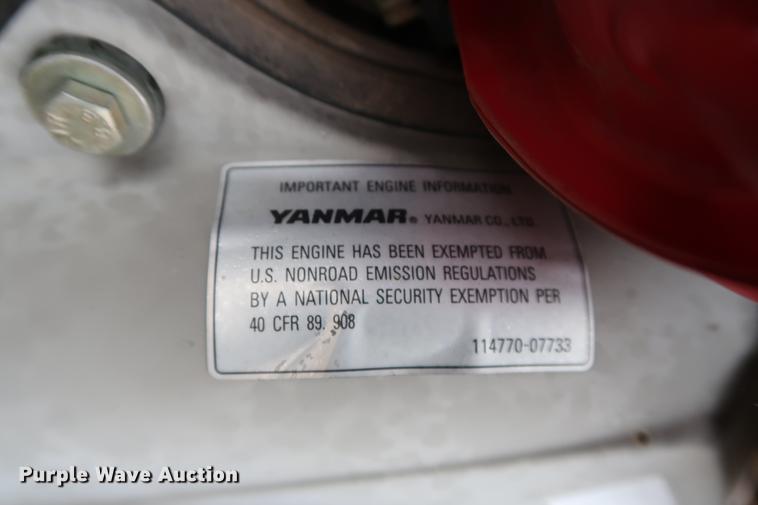 IMPORTANT ENGINE INFORMATION
YANMAR® YANMAR CO., LTD.
THIS ENGINE HAS BEEN EXEMPTED FROM
U.S. NONROAD EMISSION REGULATIONS
BY A NATIONAL SECURITY EXEMPTION PER
40 CFR 89. 908
114770-07733
Purple Wave Auction